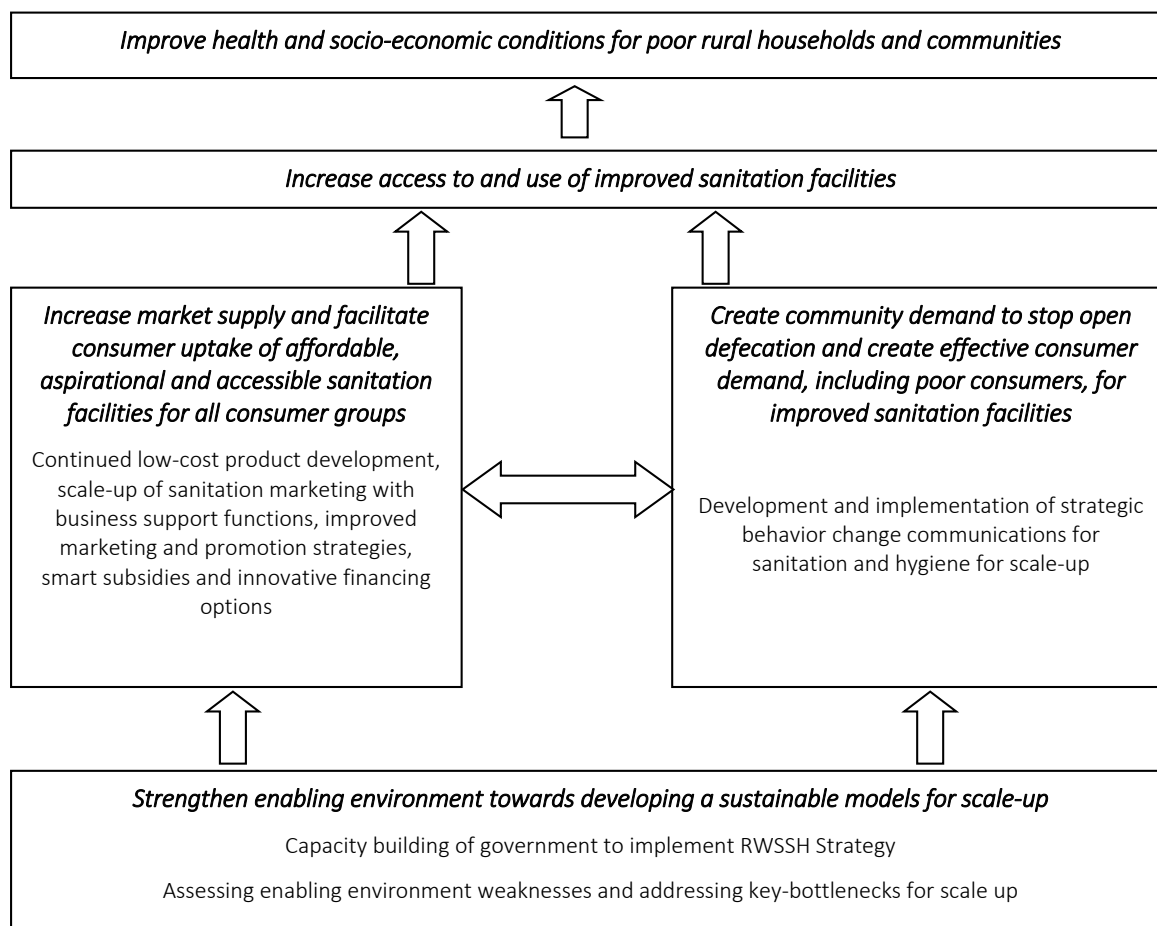 Improve health and socio-economic conditions for poor rural households and communities
Increase access to and use of improved sanitation facilities
Increase market supply and facilitate
consumer uptake of affordable,
aspirational and accessible sanitation
facilities for all consumer groups
Continued low-cost product development,
scale-up of sanitation marketing with
business support functions, improved
marketing and promotion strategies,
smart subsidies and innovative financing
options
Create community demand to stop open
defecation and create effective consumer
demand, including poor consumers, for
improved sanitation facilities
Development and implementation of strategic
behavior change communications for
sanitation and hygiene for scale-up
Strengthen enabling environment towards developing a sustainable models for scale-up
Capacity building of government to implement RWSSH Strategy
Assessing enabling environment weaknesses and addressing key-bottlenecks for scale up